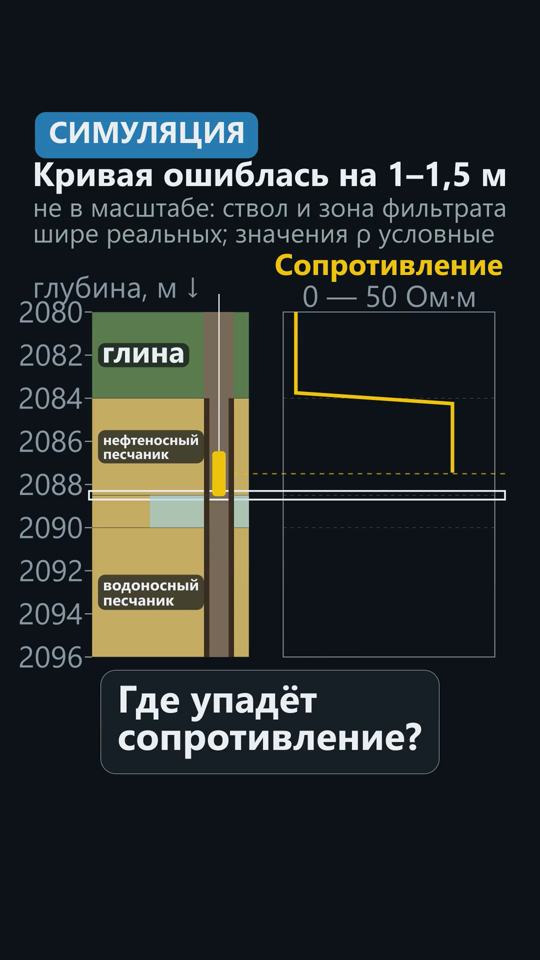 СИМУЛЯЦИЯ
Кривая ошиблась на 1–1,5 м
не в масштабе: ствол и зона фильтрата
шире реальных; значения ρ условные
Сопротивление
глубина, м ↓
0 — 50 Ом·м
2080
2082
глина
2084
2086
нефтеносный
песчаник
2088
2090
2092
водоносный
песчаник
2094
2096
Где упадёт
сопротивление?